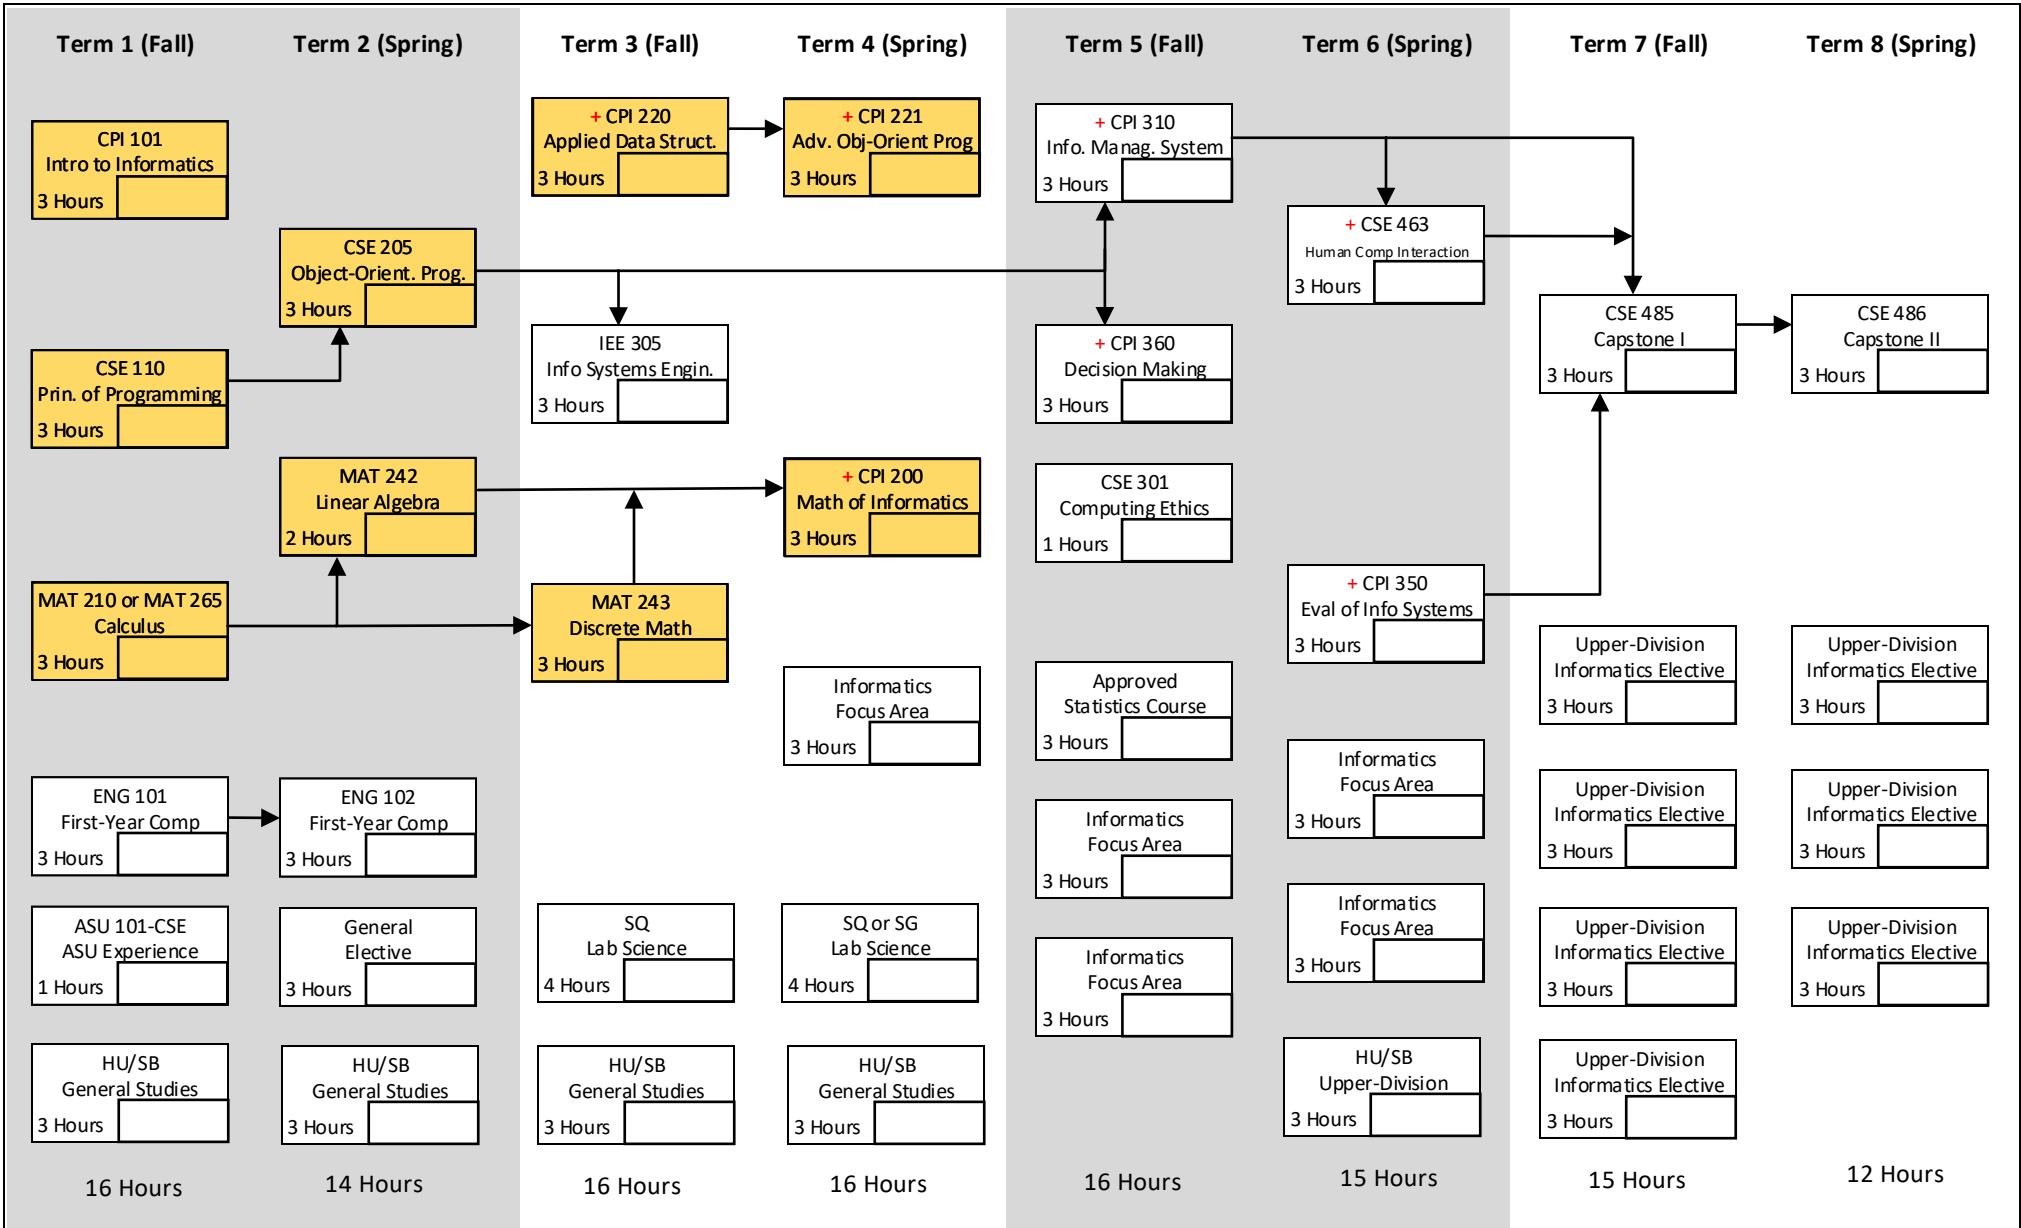 Term 1 (Fall)
CPI 101
Intro to Informatics
3 Hours
CSE 110
Prin. of Programming
3 Hours
MAT 210 or MAT 265
Calculus
3 Hours
ENG 101
First-Year Comp
3 Hours
ASU 101-CSE
ASU Experience
1 Hours
HU/SB
General Studies
3 Hours
16 Hours
Term 2 (Spring)
CSE 205
Object-Orient. Prog.
3 Hours
MAT 242
Linear Algebra
2 Hours
ENG 102
First-Year Comp
3 Hours
General
Elective
3 Hours
HU/SB
General Studies
3 Hours
14 Hours
Term 3 (Fall)
+ CPI 220
Applied Data Struct.
3 Hours
IEE 305
Info Systems Engin.
3 Hours
MAT 243
Discrete Math
3 Hours
SQ
Lab Science
4 Hours
HU/SB
General Studies
3 Hours
16 Hours
Term 4 (Spring)
+ CPI 221
Adv. Obj-Orient Prog
3 Hours
+ CPI 200
Math of Informatics
3 Hours
Informatics
Focus Area
3 Hours
SQ or SG
Lab Science
4 Hours
HU/SB
General Studies
3 Hours
16 Hours
Term 5 (Fall)
+ CPI 310
Info. Manag. System
3 Hours
+ CPI 360
Decision Making
3 Hours
CSE 301
Computing Ethics
1 Hours
Approved
Statistics Course
3 Hours
Informatics
Focus Area
3 Hours
Informatics
Focus Area
3 Hours
16 Hours
Term 6 (Spring)
+ CSE 463
Human Comp Interaction
3 Hours
+ CPI 350
Eval of Info Systems
3 Hours
Informatics
Focus Area
3 Hours
Informatics
Focus Area
3 Hours
HU/SB
Upper-Division
3 Hours
15 Hours
Term 7 (Fall)
CSE 485
Capstone I
3 Hours
Upper-Division
Informatics Elective
3 Hours
Upper-Division
Informatics Elective
3 Hours
Upper-Division
Informatics Elective
3 Hours
Upper-Division
Informatics Elective
3 Hours
15 Hours
Term 8 (Spring)
CSE 486
Capstone II
3 Hours
Upper-Division
Informatics Elective
3 Hours
Upper-Division
Informatics Elective
3 Hours
Upper-Division
Informatics Elective
3 Hours
12 Hours